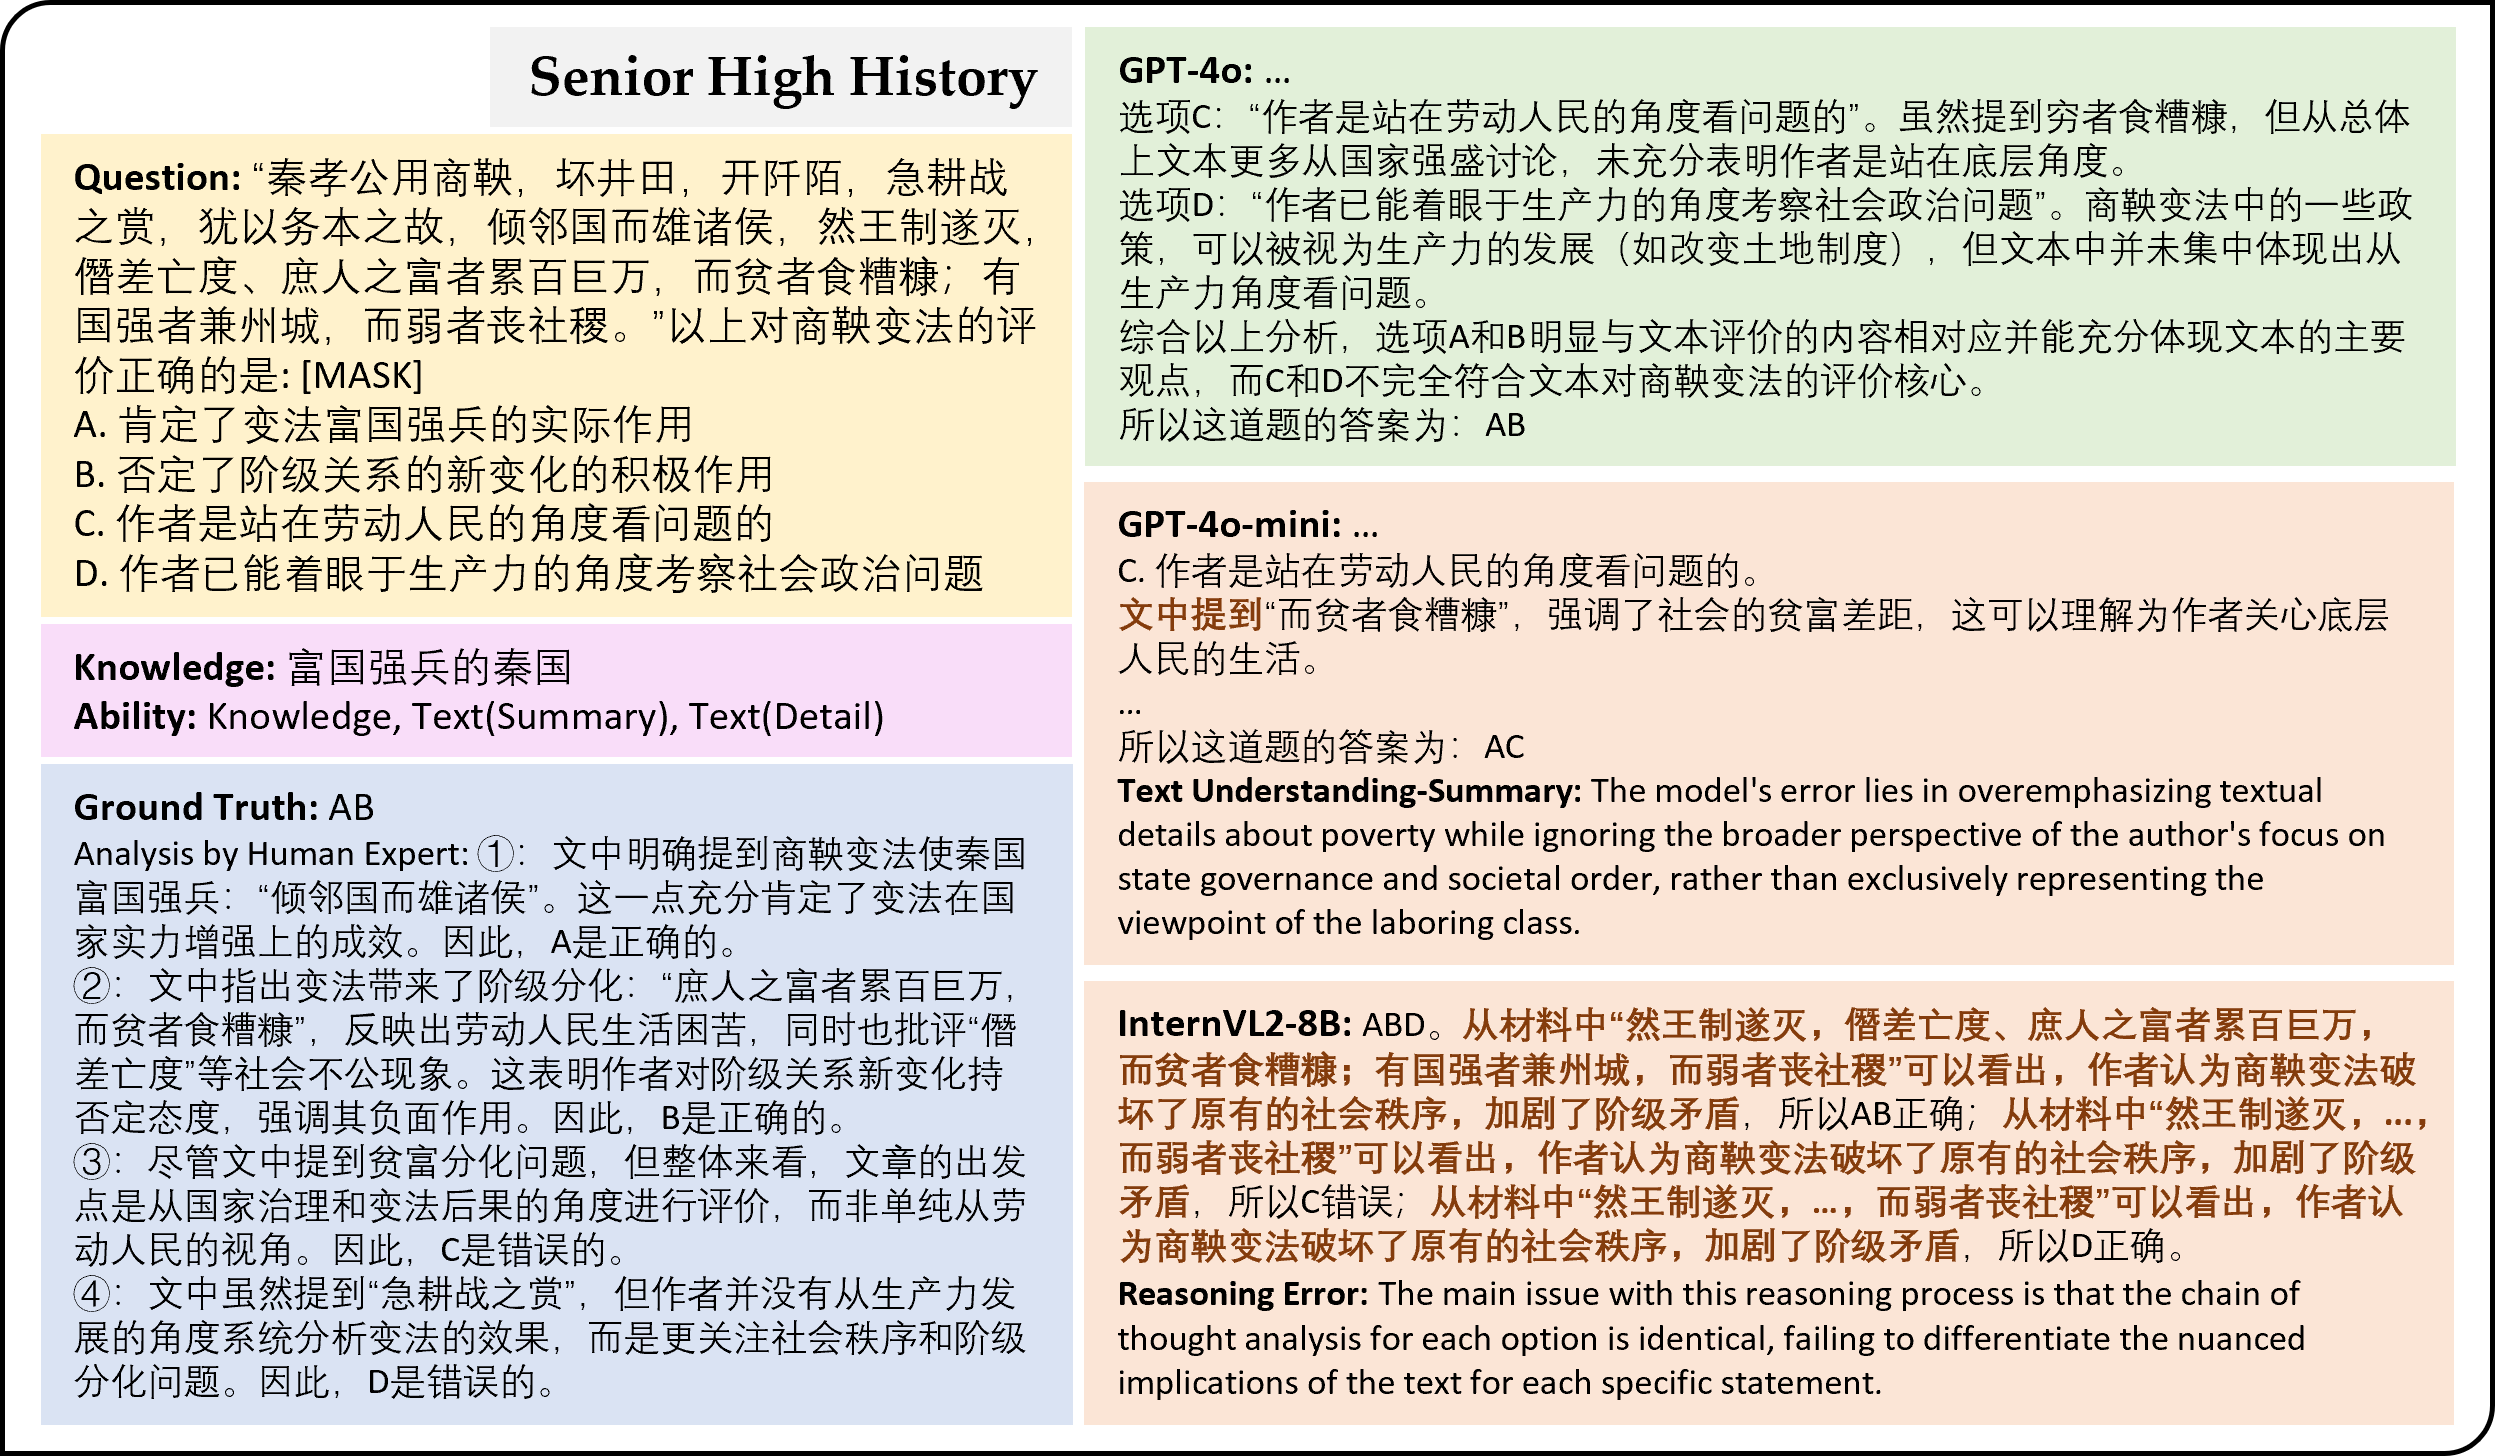 Senior High History
Question: “秦孝公用商鞅，坏井田，开阡陌，急耕战
之赏，犹以务本之故，倾邻国而雄诸侯，然王制遂灭，
僭差亡度、庶人之富者累百巨万，而贫者食糟糠；有
国强者兼州城，而弱者丧社稷。”以上对商鞅变法的评
价正确的是: [MASK]
A. 肯定了变法富国强兵的实际作用
B. 否定了阶级关系的新变化的积极作用
C. 作者是站在劳动人民的角度看问题的
D. 作者已能着眼于生产力的角度考察社会政治问题
Knowledge: 富国强兵的秦国
Ability: Knowledge, Text(Summary), Text(Detail)
Ground Truth: AB
Analysis by Human Expert: ①：文中明确提到商鞅变法使秦国
富国强兵：“倾邻国而雄诸侯”。这一点充分肯定了变法在国
家实力增强上的成效。因此，A是正确的。
②：文中指出变法带来了阶级分化：“庶人之富者累百巨万，
而贫者食糟糠”，反映出劳动人民生活困苦，同时也批评“僭
差亡度”等社会不公现象。这表明作者对阶级关系新变化持
否定态度，强调其负面作用。因此，B是正确的。
③：尽管文中提到贫富分化问题，但整体来看，文章的出发
点是从国家治理和变法后果的角度进行评价，而非单纯从劳
动人民的视角。因此，C是错误的。
④：文中虽然提到“急耕战之赏”，但作者并没有从生产力发
展的角度系统分析变法的效果，而是更关注社会秩序和阶级
分化问题。因此，D是错误的。
GPT-4o: ...
选项C：“作者是站在劳动人民的角度看问题的”。虽然提到穷者食糟糠，但从总体
上文本更多从国家强盛讨论，未充分表明作者是站在底层角度。
选项D：“作者已能着眼于生产力的角度考察社会政治问题”。商鞅变法中的一些政
策，可以被视为生产力的发展（如改变土地制度），但文本中并未集中体现出从
生产力角度看问题。
综合以上分析，选项A和B明显与文本评价的内容相对应并能充分体现文本的主要
观点，而C和D不完全符合文本对商鞅变法的评价核心。
所以这道题的答案为：AB
GPT-4o-mini: ...
C. 作者是站在劳动人民的角度看问题的。
文中提到“而贫者食糟糠”，强调了社会的贫富差距，这可以理解为作者关心底层
人民的生活。
...
所以这道题的答案为：AC
Text Understanding-Summary: The model's error lies in overemphasizing textual
details about poverty while ignoring the broader perspective of the author's focus on
state governance and societal order, rather than exclusively representing the
viewpoint of the laboring class.
InternVL2-8B: ABD。从材料中“然王制遂灭，僭差亡度、庶人之富者累百巨万，
而贫者食糟糠；有国强者兼州城，而弱者丧社稷”可以看出，作者认为商鞅变法破
坏了原有的社会秩序，加剧了阶级矛盾，所以AB正确；从材料中“然王制遂灭，...，
而弱者丧社稷”可以看出，作者认为商鞅变法破坏了原有的社会秩序，加剧了阶级
矛盾，所以C错误；从材料中“然王制遂灭，...，而弱者丧社稷”可以看出，作者认
为商鞅变法破坏了原有的社会秩序，加剧了阶级矛盾，所以D正确。
Reasoning Error: The main issue with this reasoning process is that the chain of
thought analysis for each option is identical, failing to differentiate the nuanced
implications of the text for each specific statement.